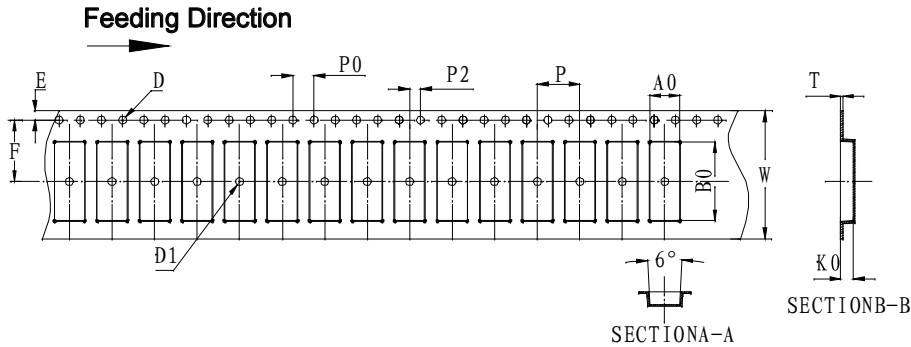 Feeding Direction
E
D
P0
P2
P
A0
T
F
B0
W
D1
6°
K0
SECTIONA-A
SECTIONB-B